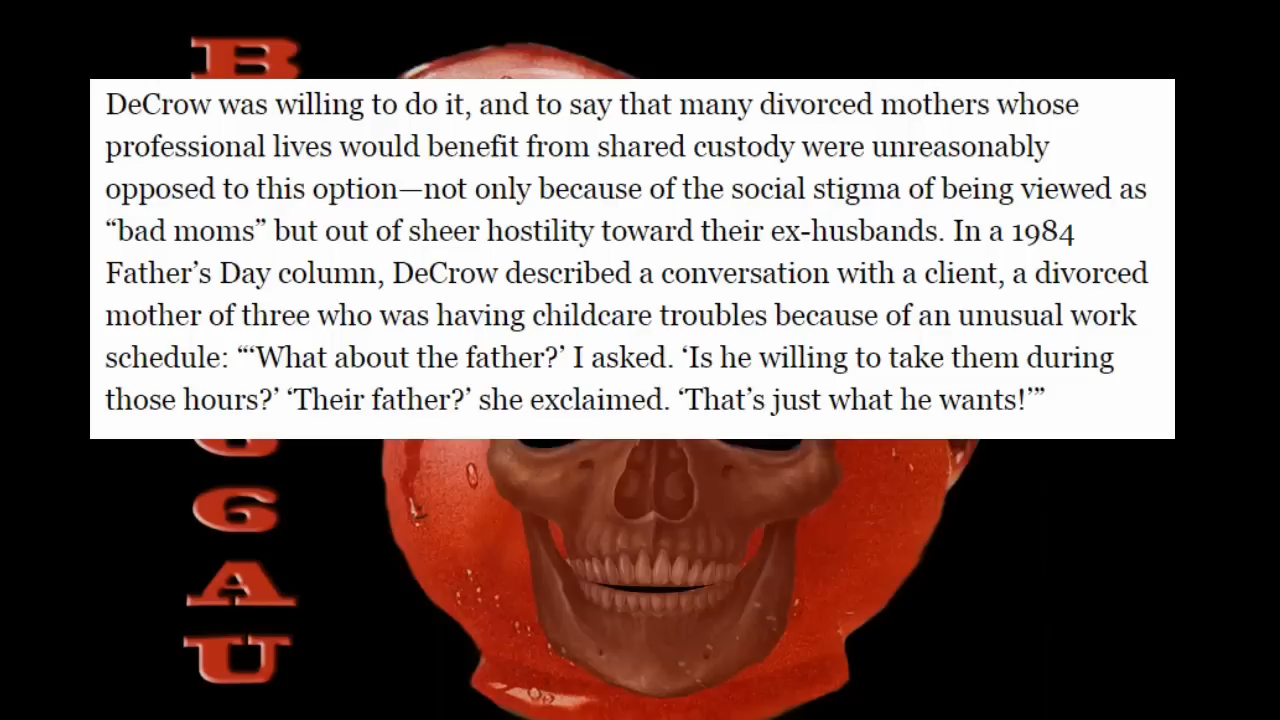 B
DeCrow was willing to do it, and to say that many divorced mothers whose
professional lives would benefit from shared custody were unreasonably
opposed to this option—not only because of the social stigma of being viewed as
“bad moms” but out of sheer hostility toward their ex-husbands. In a 1984
Father’s Day column, DeCrow described a conversation with a client, a divorced
mother of three who was having childcare troubles because of an unusual work
schedule: “‘What about the father?’ I asked. ‘Is he willing to take them during
those hours?’ ‘Their father?’ she exclaimed. ‘That’s just what he wants!’”
6
A
U